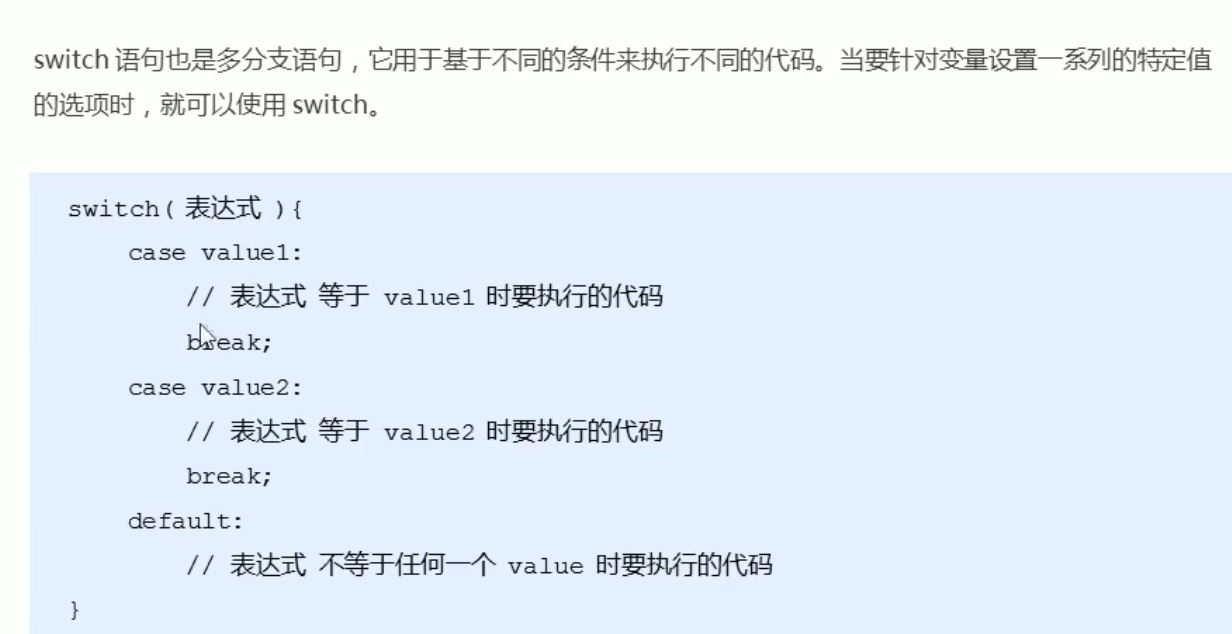 switch 语句也是多分支语句，它用于基于不同的条件来执行不同的代码。当要针对变量设置一系列的特定值
的选项时，就可以使用 switch。
switch( 表达式 ){
    case value1:
        // 表达式 等于 value1 时要执行的代码
        break;
    case value2:
        // 表达式 等于 value2 时要执行的代码
        break;
    default:
        // 表达式 不等于任何一个 value 时要执行的代码
}